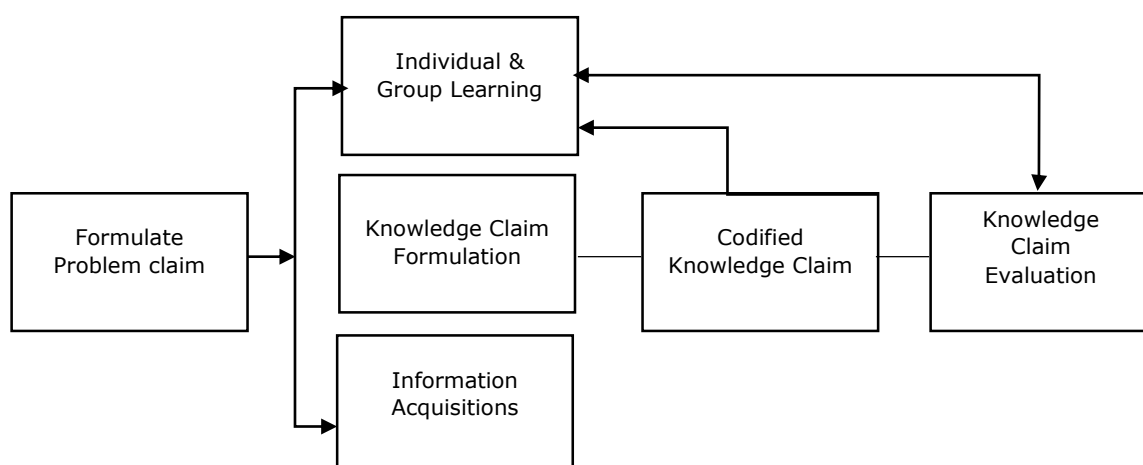 Individual &
Group Learning
Formulate
Problem claim
Knowledge Claim
Formulation
Codified
Knowledge Claim
Knowledge
Claim
Evaluation
Information
Acquisitions